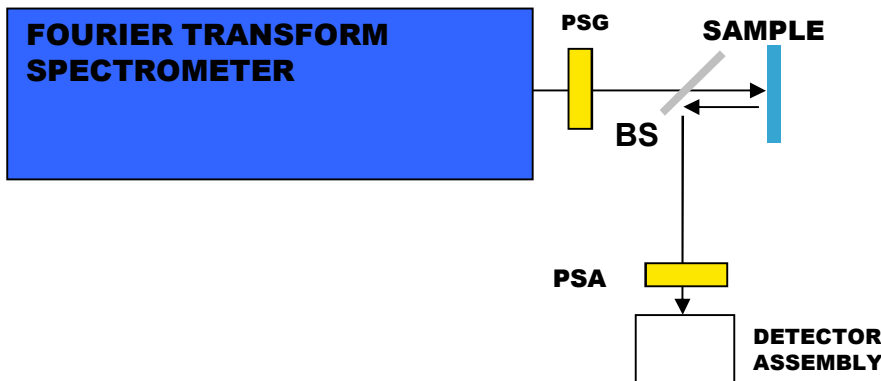 FOURIER TRANSFORM
SPECTROMETER
PSG
SAMPLE
BS
PSA
DETECTOR
ASSEMBLY